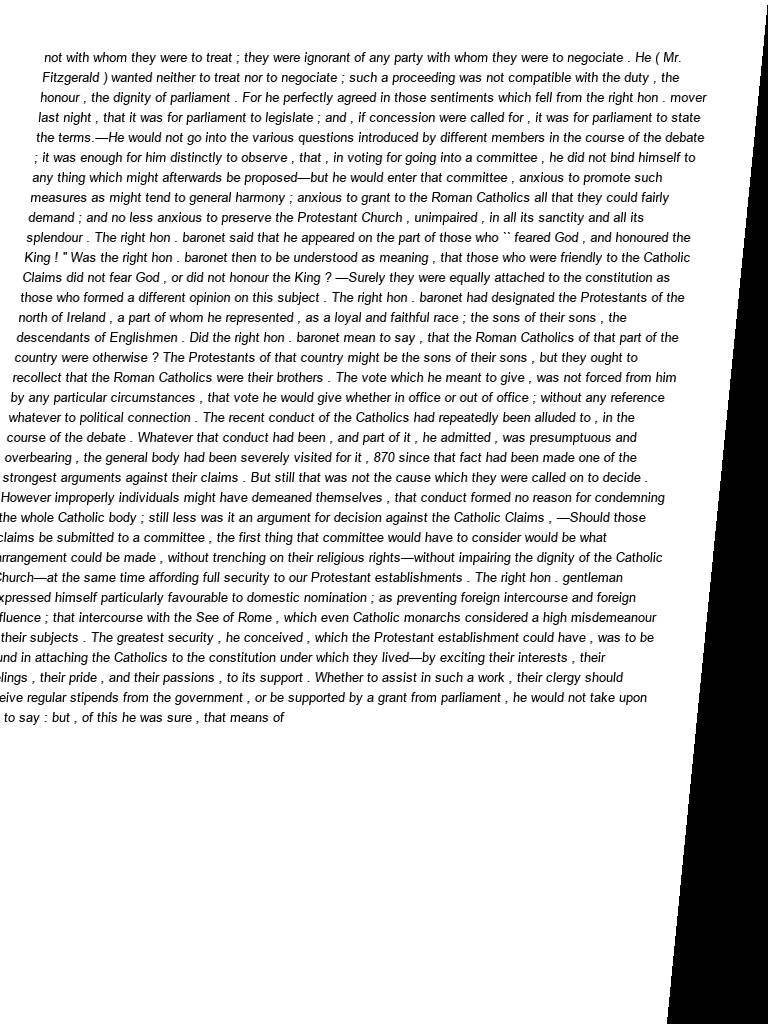 not with whom they were to treat ; they were ignorant of any party with whom they were to negociate . He ( Mr.
Fitzgerald ) wanted neither to treat nor to negociate ; such a proceeding was not compatible with the duty , the
honour , the dignity of parliament . For he perfectly agreed in those sentiments which fell from the right hon . mover
last night , that it was for parliament to legislate ; and , if concession were called for , it was for parliament to state
the terms.—He would not go into the various questions introduced by different members in the course of the debate
; it was enough for him distinctly to observe , that , in voting for going into a committee , he did not bind himself to
any thing which might afterwards be proposed—but he would enter that committee , anxious to promote such
measures as might tend to general harmony ; anxious to grant to the Roman Catholics all that they could fairly
demand ; and no less anxious to preserve the Protestant Church , unimpaired , in all its sanctity and all its
splendour . The right hon . baronet said that he appeared on the part of those who `` feared God , and honoured the
King ! '' Was the right hon . baronet then to be understood as meaning , that those who were friendly to the Catholic
Claims did not fear God , or did not honour the King ? —Surely they were equally attached to the constitution as
those who formed a different opinion on this subject . The right hon . baronet had designated the Protestants of the
north of Ireland , a part of whom he represented , as a loyal and faithful race ; the sons of their sons , the
descendants of Englishmen . Did the right hon . baronet mean to say , that the Roman Catholics of that part of the
country were otherwise ? The Protestants of that country might be the sons of their sons , but they ought to
recollect that the Roman Catholics were their brothers . The vote which he meant to give , was not forced from him
by any particular circumstances , that vote he would give whether in office or out of office ; without any reference
whatever to political connection . The recent conduct of the Catholics had repeatedly been alluded to , in the
course of the debate . Whatever that conduct had been , and part of it , he admitted , was presumptuous and
overbearing , the general body had been severely visited for it , 870 since that fact had been made one of the
strongest arguments against their claims . But still that was not the cause which they were called on to decide .
However improperly individuals might have demeaned themselves , that conduct formed no reason for condemning
the whole Catholic body ; still less was it an argument for decision against the Catholic Claims , —Should those
claims be submitted to a committee , the first thing that committee would have to consider would be what
rrangement could be made , without trenching on their religious rights—without impairing the dignity of the Catholic
Church—at the same time affording full security to our Protestant establishments . The right hon . gentleman
xpressed himself particularly favourable to domestic nomination ; as preventing foreign intercourse and foreign
fluence ; that intercourse with the See of Rome , which even Catholic monarchs considered a high misdemeanour
their subjects . The greatest security , he conceived , which the Protestant establishment could have , was to be
und in attaching the Catholics to the constitution under which they lived—by exciting their interests , their
lings , their pride , and their passions , to its support . Whether to assist in such a work , their clergy should
eive regular stipends from the government , or be supported by a grant from parliament , he would not take upon
to say : but , of this he was sure , that means of